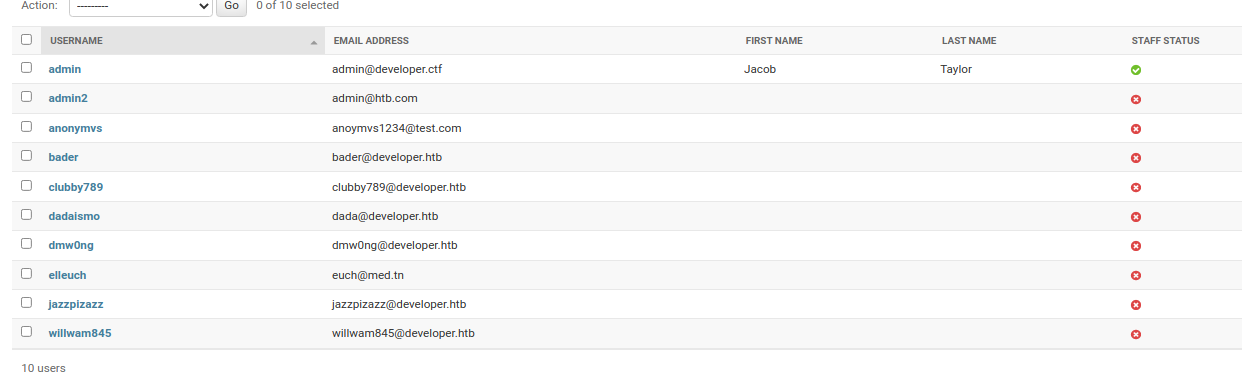 Action: --------- Go 0 of 10 selected
USERNAME EMAIL ADDRESS FIRST NAME LAST NAME STAFF STATUS
admin admin@developer.ctf Jacob Taylor
admin2 admin@htb.com
anonymvs anoymvs1234@test.com
bader bader@developer.htb
clubby789 clubby789@developer.htb
dadaismo dada@developer.htb
dmw0ng dmw0ng@developer.htb
elleuch euch@med.tn
jazzpizazz jazzpizazz@developer.htb
willwam845 willwam845@developer.htb
10 users